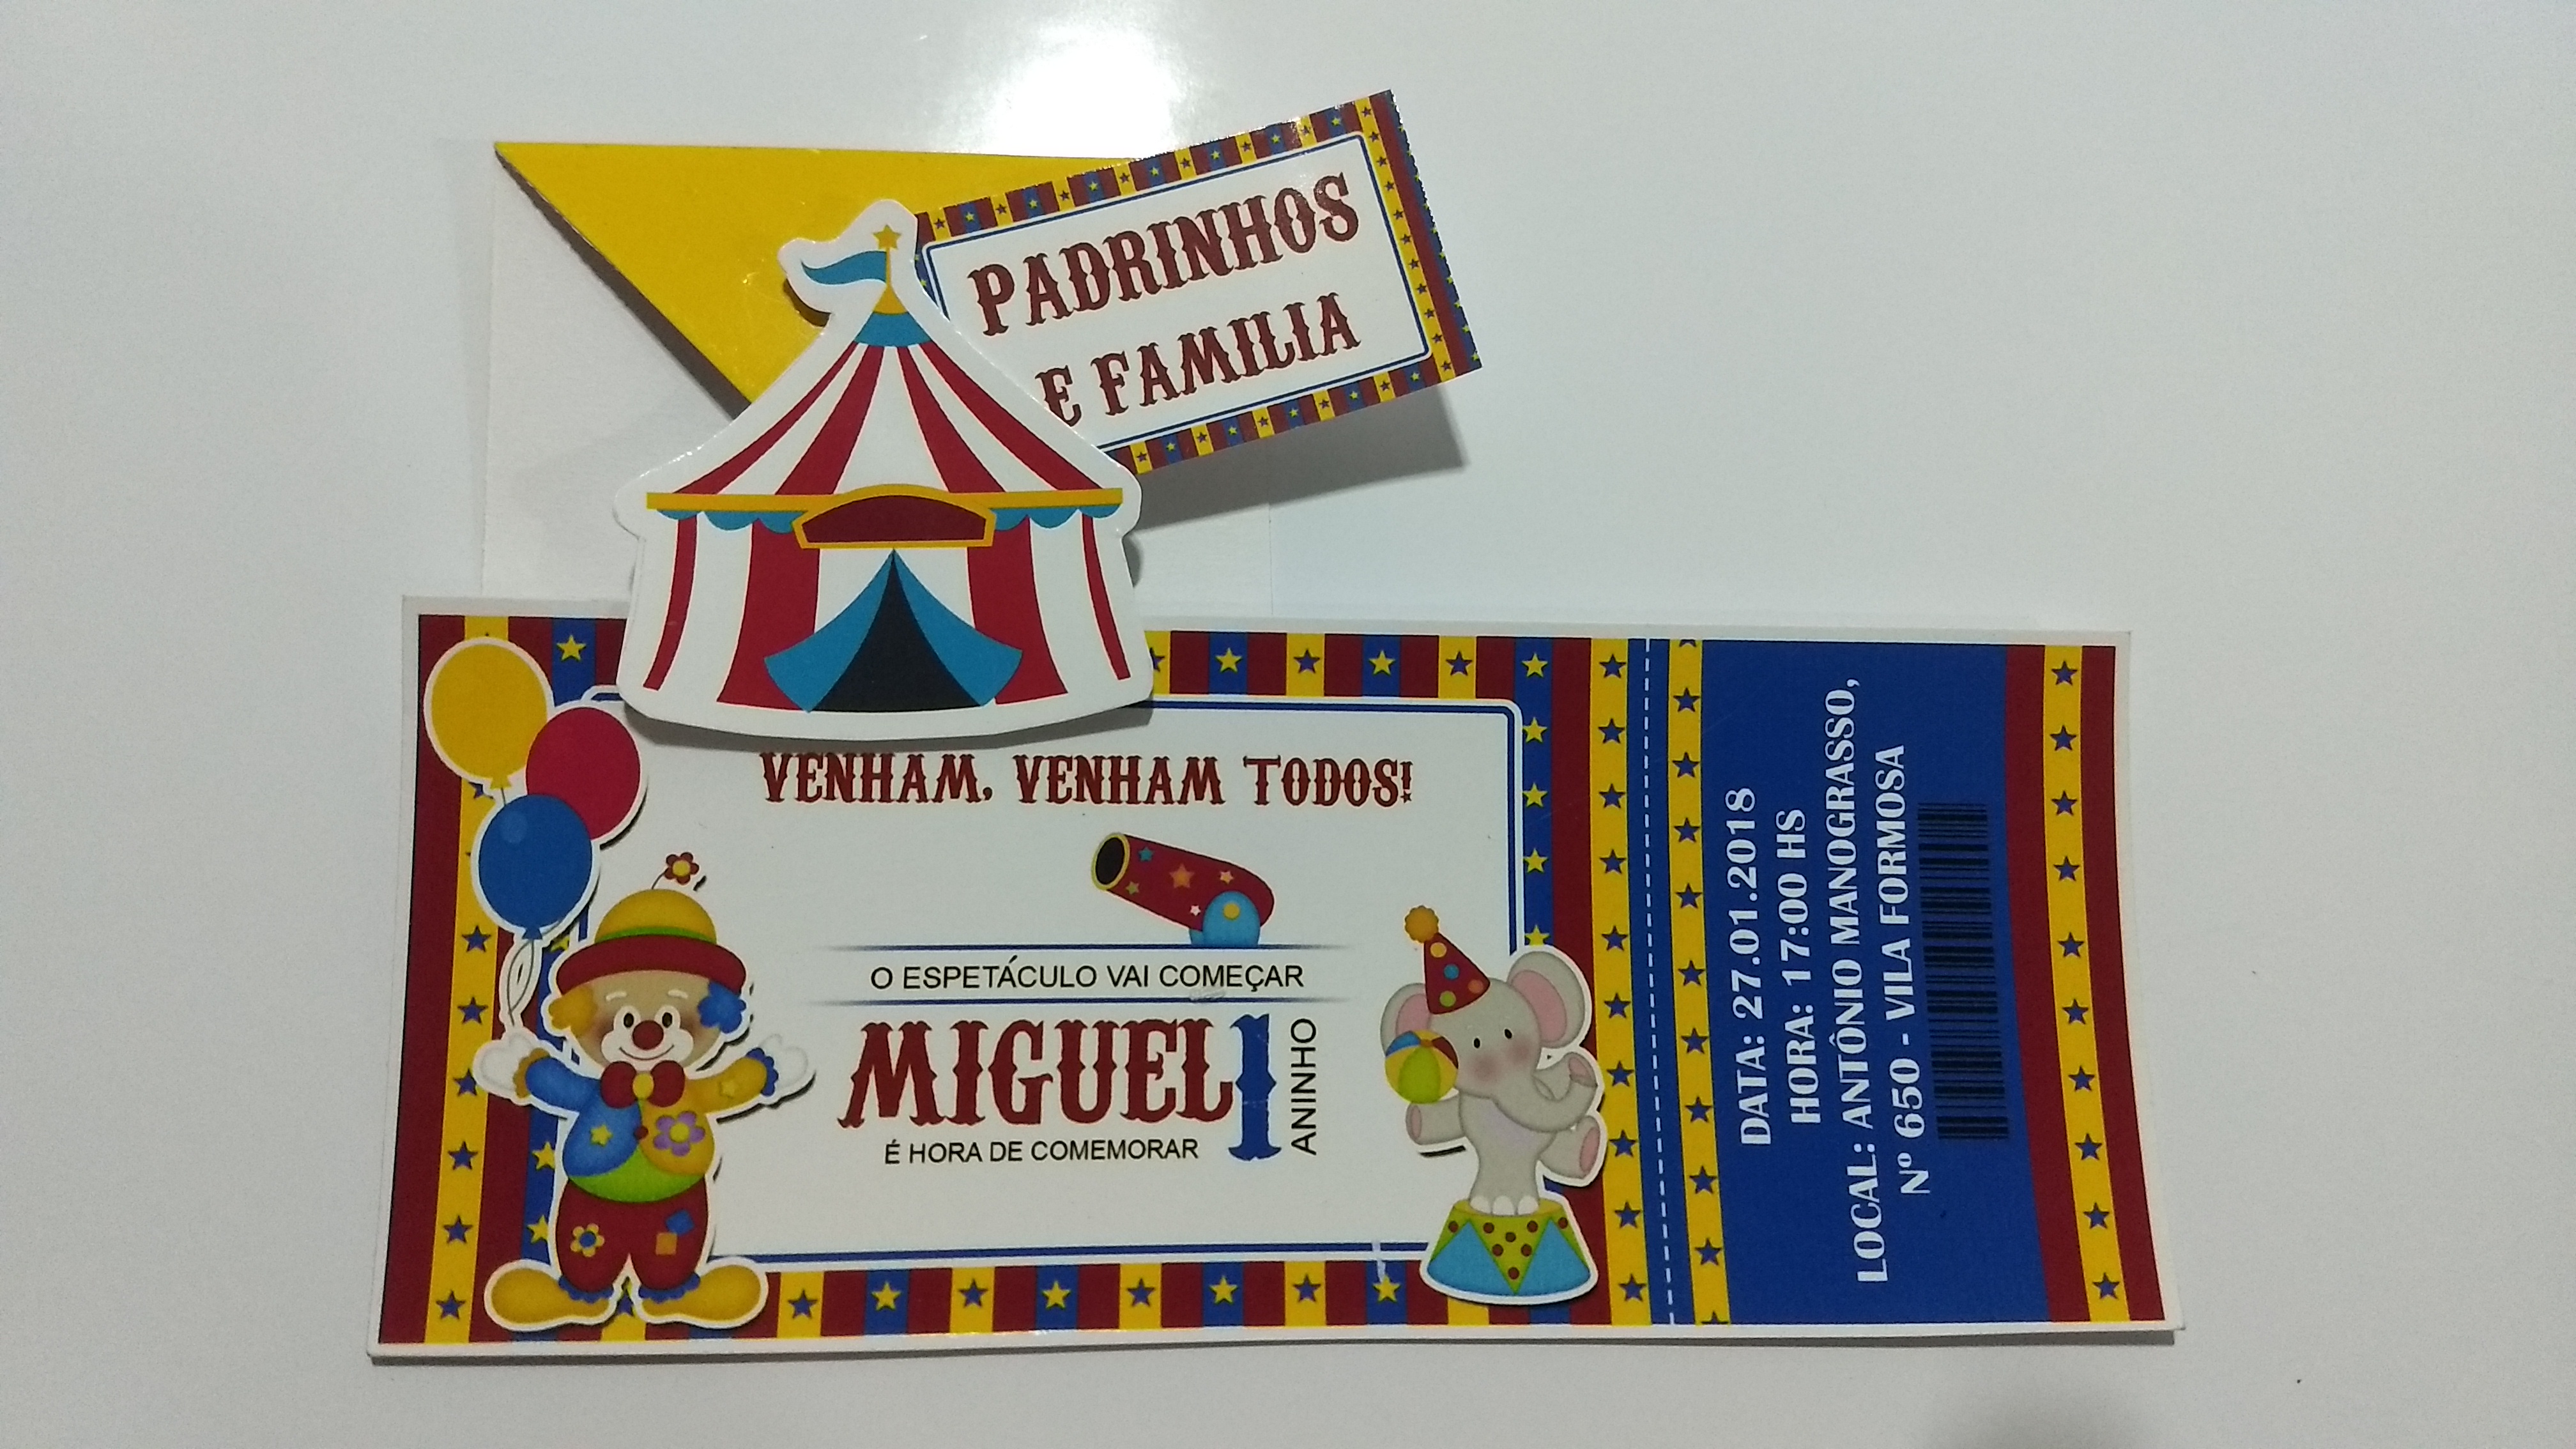 PADRINHOS
E FAMILIA
VENHAM, VENHAM TODOS!
O ESPETÁCULO VAI COMEÇAR
MIGUEL 1
ANINHO
É HORA DE COMEMORAR
DATA: 27.01.2018
HORA: 17:00 HS
LOCAL: ANTÔNIO MANOGRASSO,
Nº 650 - VILA FORMOSA